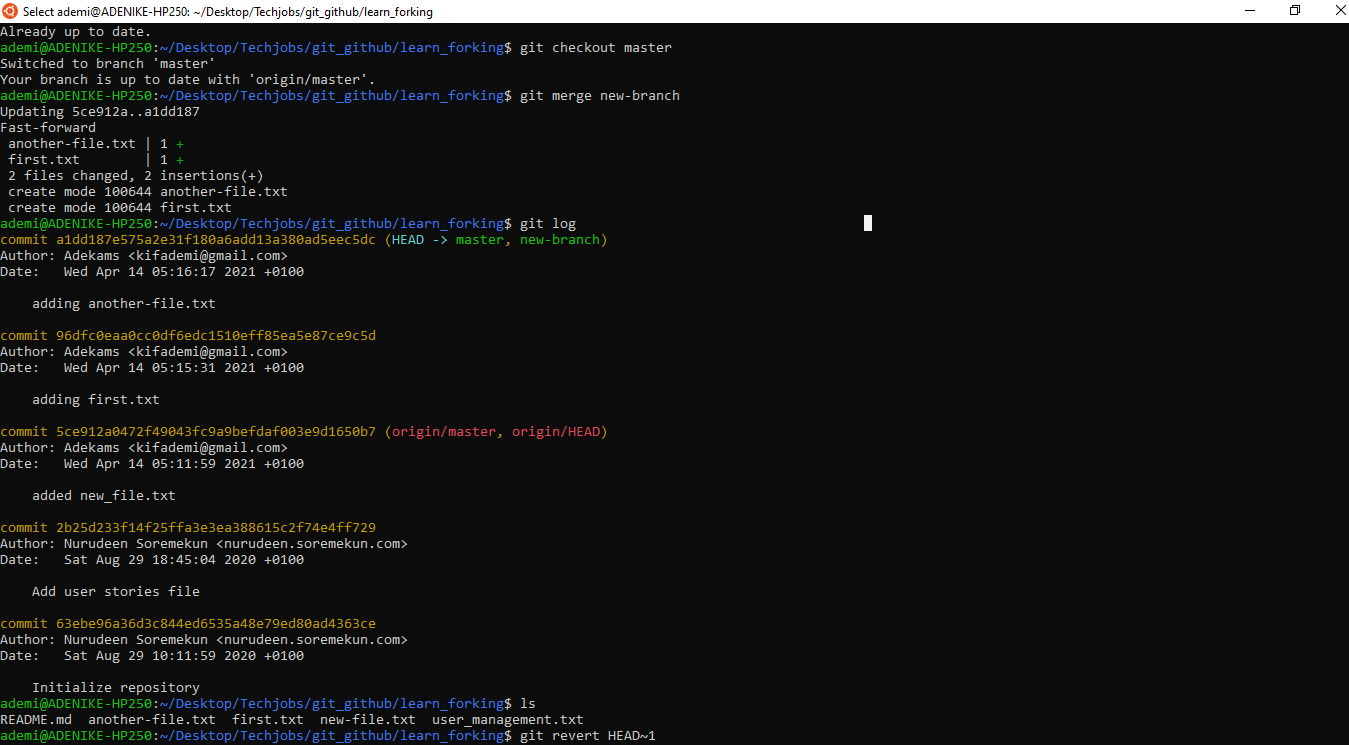 Select ademi@ADENIKE-HP250: ~/Desktop/Techjobs/git_github/learn_forking
Already up to date.
ademi@ADENIKE-HP250:~/Desktop/Techjobs/git_github/learn_forking$ git checkout master
Switched to branch 'master'
Your branch is up to date with 'origin/master'.
ademi@ADENIKE-HP250:~/Desktop/Techjobs/git_github/learn_forking$ git merge new-branch
Updating 5ce912a..a1dd187
Fast-forward
 another-file.txt | 1 +
 first.txt        | 1 +
 2 files changed, 2 insertions(+)
 create mode 100644 another-file.txt
 create mode 100644 first.txt
ademi@ADENIKE-HP250:~/Desktop/Techjobs/git_github/learn_forking$ git log
commit a1dd187e575a2e31f180a6add13a380ad5eec5dc (HEAD -> master, new-branch)
Author: Adekams <kifademi@gmail.com>
Date:   Wed Apr 14 05:16:17 2021 +0100

    adding another-file.txt

commit 96dfc0eaa0cc0df6edc1510eff85ea5e87ce9c5d
Author: Adekams <kifademi@gmail.com>
Date:   Wed Apr 14 05:15:31 2021 +0100

    adding first.txt

commit 5ce912a0472f49043fc9a9befdaf003e9d1650b7 (origin/master, origin/HEAD)
Author: Adekams <kifademi@gmail.com>
Date:   Wed Apr 14 05:11:59 2021 +0100

    added new_file.txt

commit 2b25d233f14f25ffa3e3ea388615c2f74e4ff729
Author: Nurudeen Soremekun <nurudeen.soremekun.com>
Date:   Sat Aug 29 18:45:04 2020 +0100

    Add user stories file

commit 63ebe96a36d3c844ed6535a48e79ed80ad4363ce
Author: Nurudeen Soremekun <nurudeen.soremekun.com>
Date:   Sat Aug 29 10:11:59 2020 +0100

    Initialize repository
ademi@ADENIKE-HP250:~/Desktop/Techjobs/git_github/learn_forking$ ls
README.md  another-file.txt  first.txt  new-file.txt  user_management.txt
ademi@ADENIKE-HP250:~/Desktop/Techjobs/git_github/learn_forking$ git revert HEAD~1